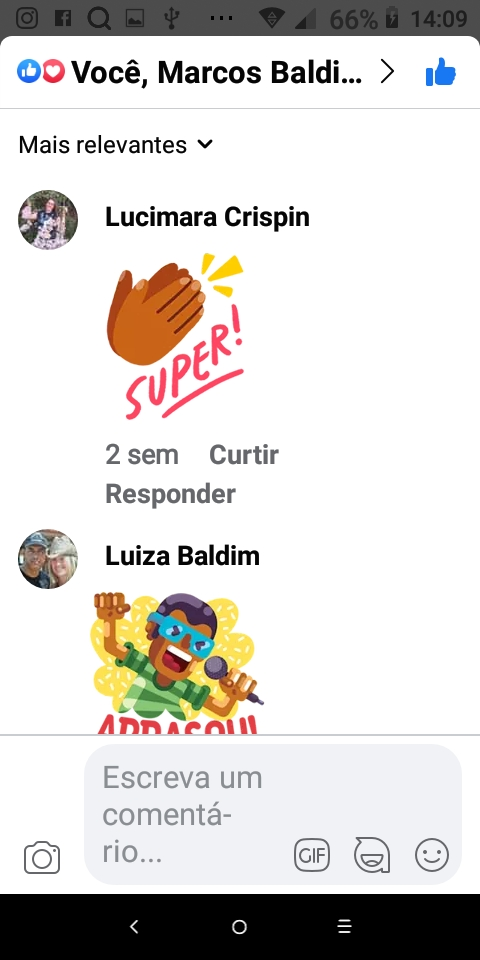 66% 14:09
Você, Marcos Baldi...
Mais relevantes
Lucimara Crispin
SUPER!
2 sem Curtir
Responder
Luiza Baldim
ARRASOU!
Escreva um
comentá-
rio...
GIF